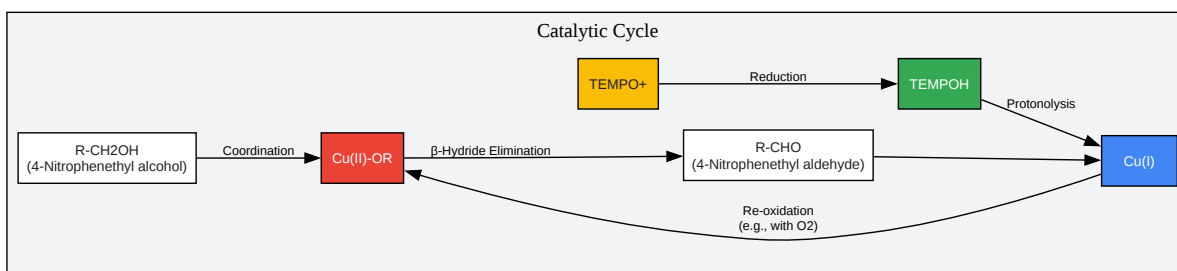 Catalytic Cycle
TEMPO+
Reduction
TEMPOH
Protonolysis
R-CH2OH
(4-Nitrophenethyl alcohol)
Coordination
Cu(II)-OR
β-Hydride Elimination
R-CHO
(4-Nitrophenethyl aldehyde)
Cu(I)
Re-oxidation
(e.g., with O2)